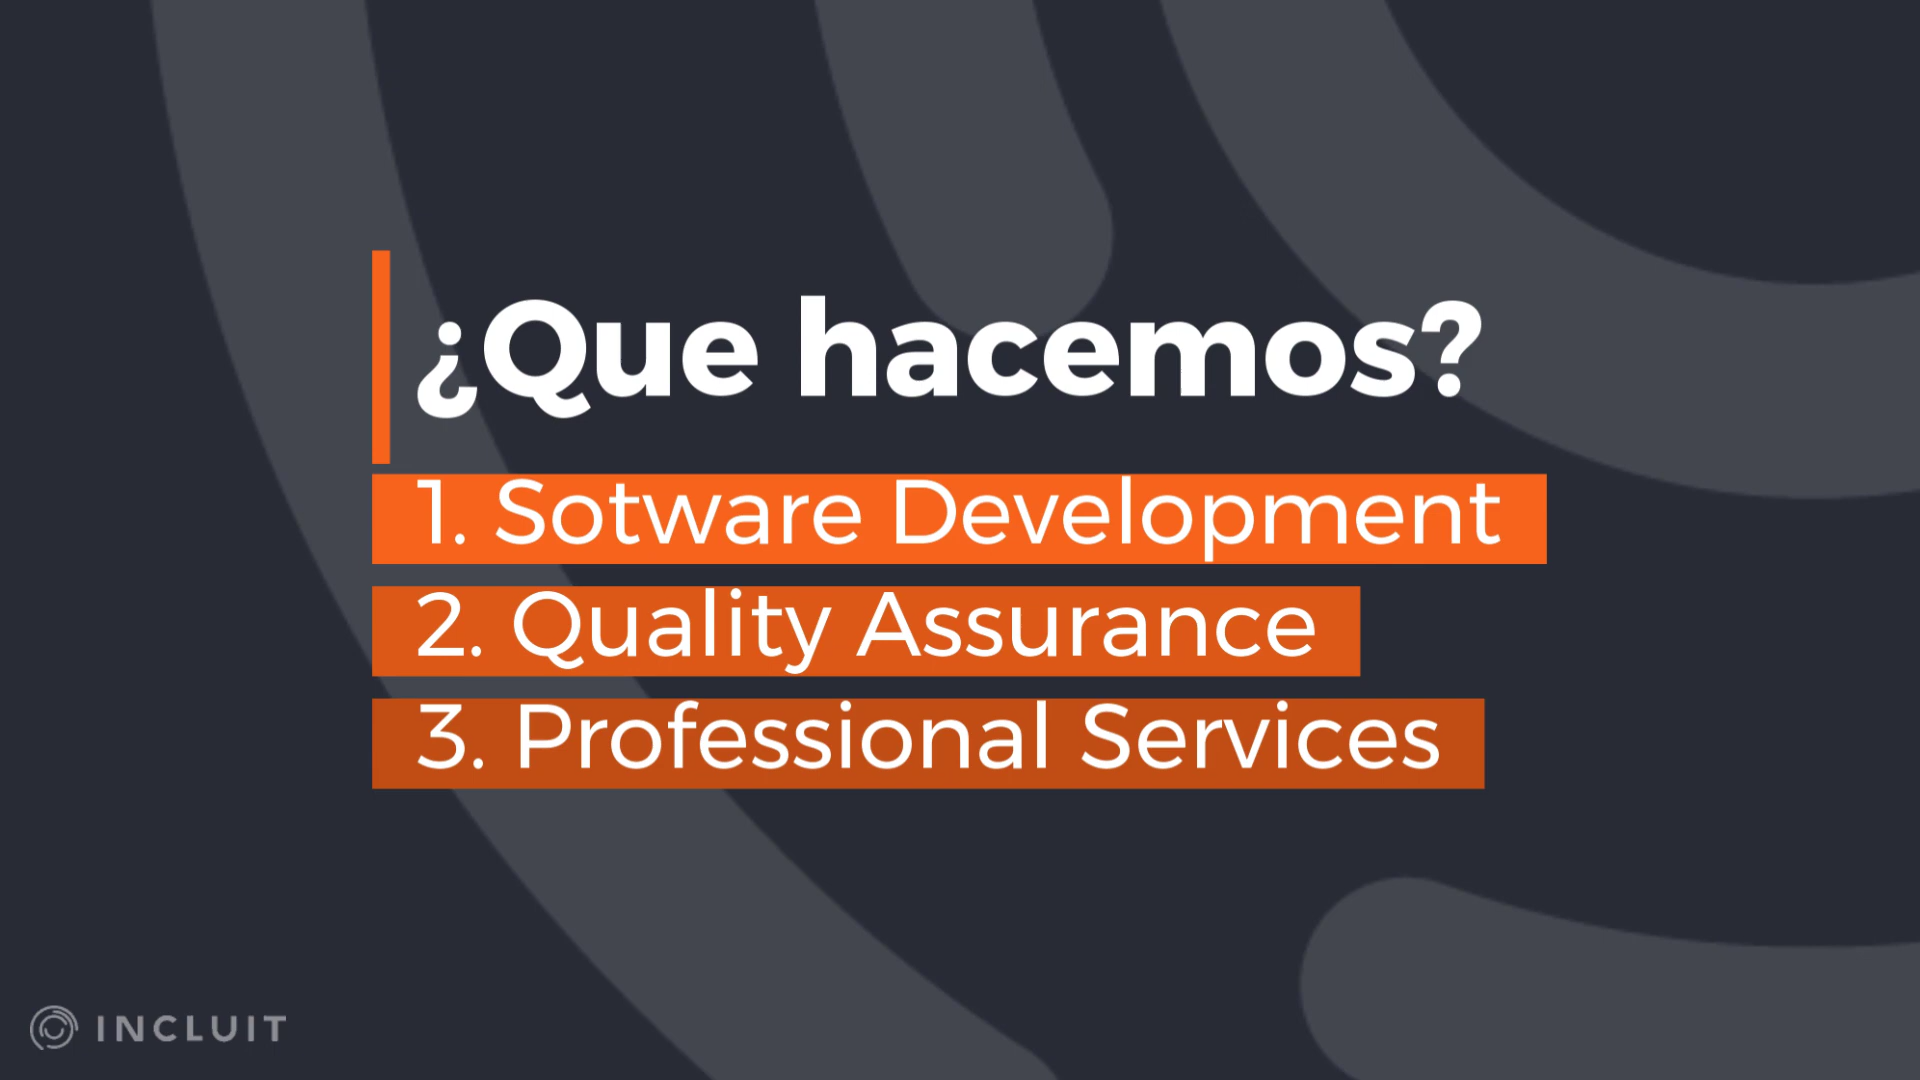 ¿Que hacemos?
1. Sotware Development
2. Quality Assurance
3. Professional Services
INCLUIT